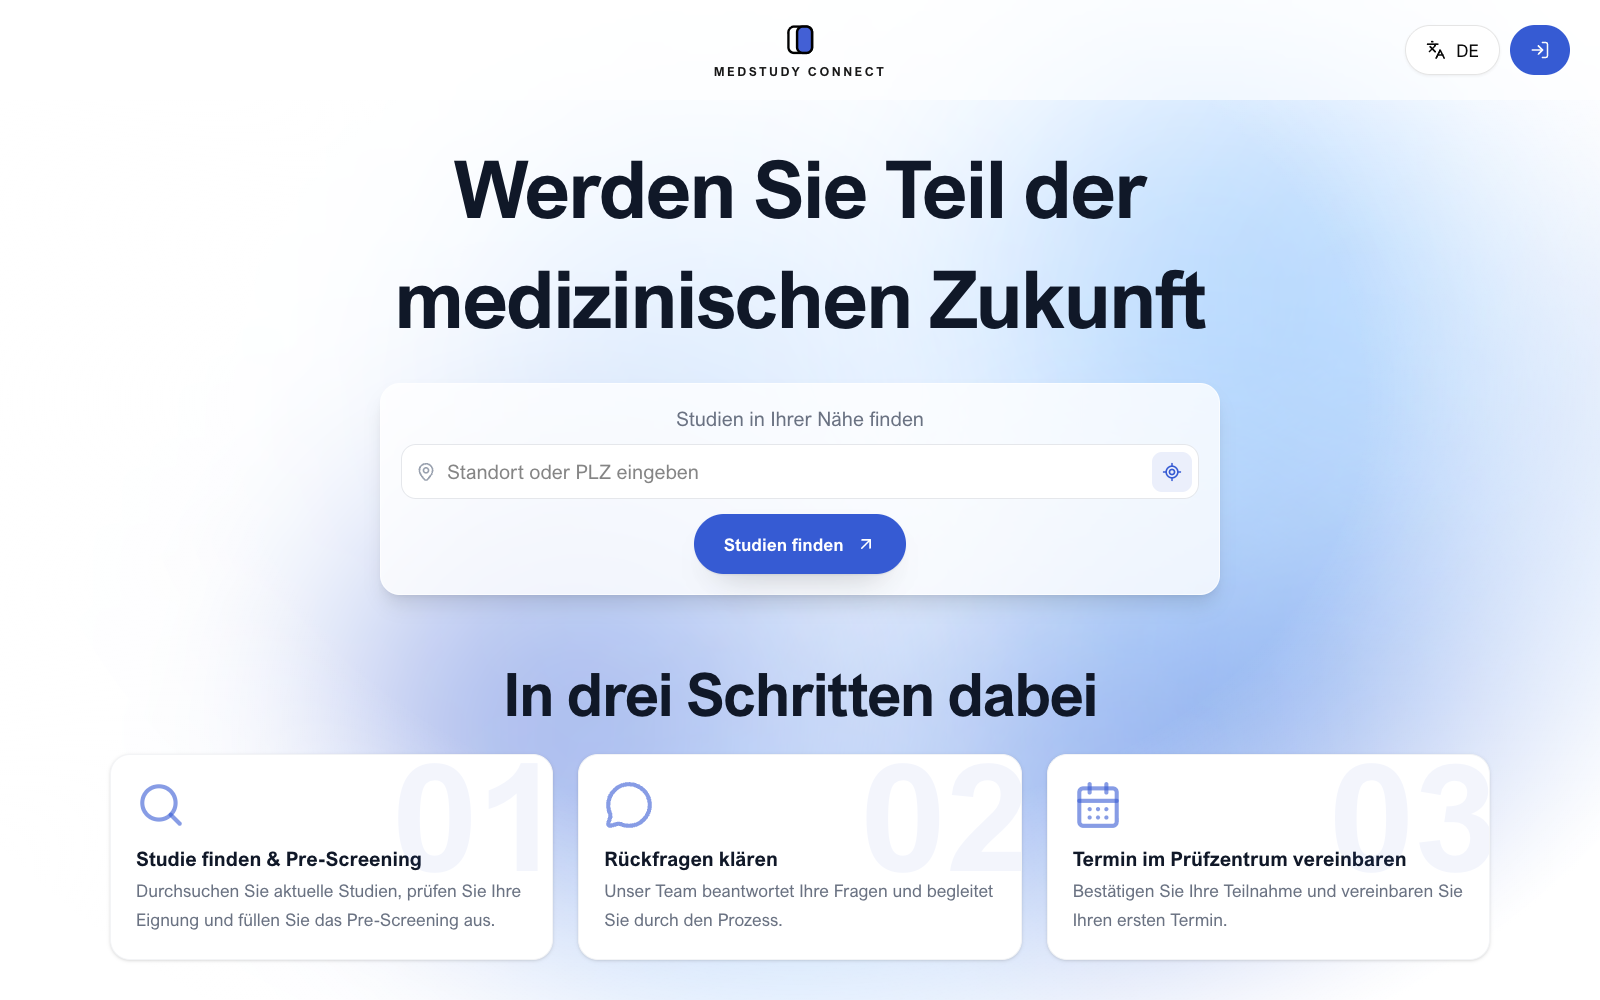 MEDSTUDY CONNECT
DE
Werden Sie Teil der
medizinischen Zukunft
Studien in Ihrer Nähe finden
Standort oder PLZ eingeben
Studien finden
In drei Schritten dabei
01
Studie finden & Pre-Screening
Durchsuchen Sie aktuelle Studien, prüfen Sie Ihre
Eignung und füllen Sie das Pre-Screening aus.
02
Rückfragen klären
Unser Team beantwortet Ihre Fragen und begleitet
Sie durch den Prozess.
03
Termin im Prüfzentrum vereinbaren
Bestätigen Sie Ihre Teilnahme und vereinbaren Sie
Ihren ersten Termin.